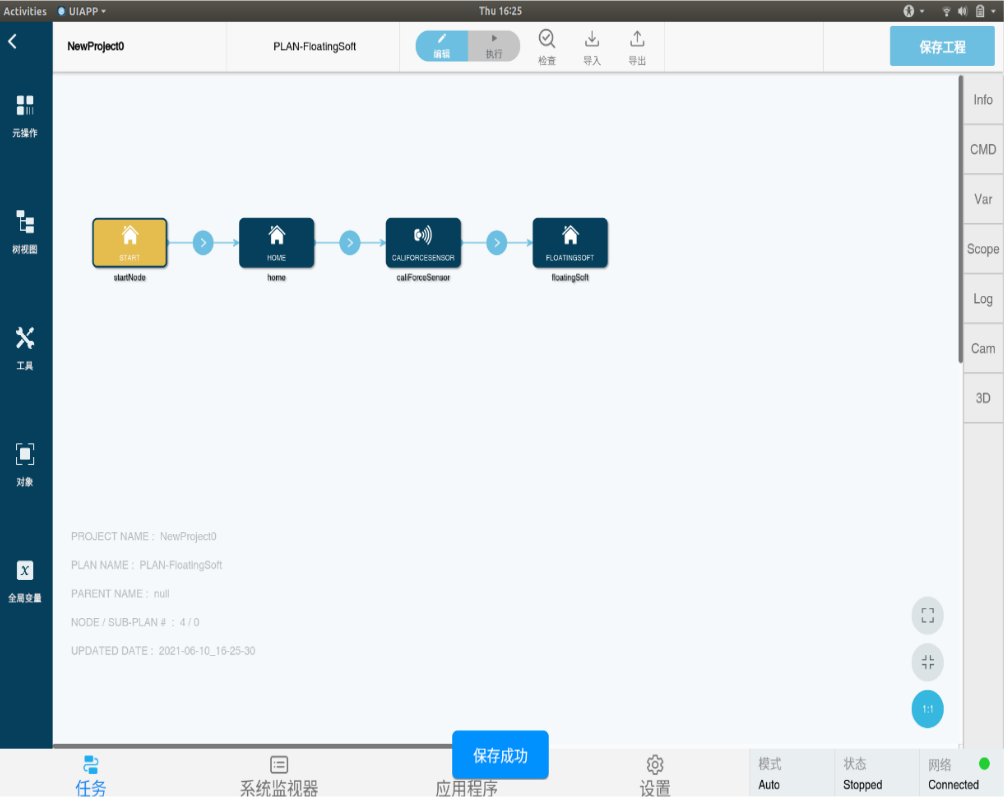 Activities UIAPP Thu 16:25
NewProject0 PLAN-FloatingSoft 编辑 执行 检查 导入 导出 保存工程
元操作
树视图
工具
对象
x
全局变量
START HOME CALIFORCESENSOR FLOATINGSOFT
startNode home caliForceSensor floatingSoft
PROJECT NAME : NewProject0
PLAN NAME : PLAN-FloatingSoft
PARENT NAME : null
NODE / SUB-PLAN # : 4 / 0
UPDATED DATE : 2021-06-10_16-25-30
Info
CMD
Var
Scope
Log
Cam
3D
1:1
保存成功
任务 系统监视器 应用程序 设置
模式 状态 网络
Auto Stopped Connected